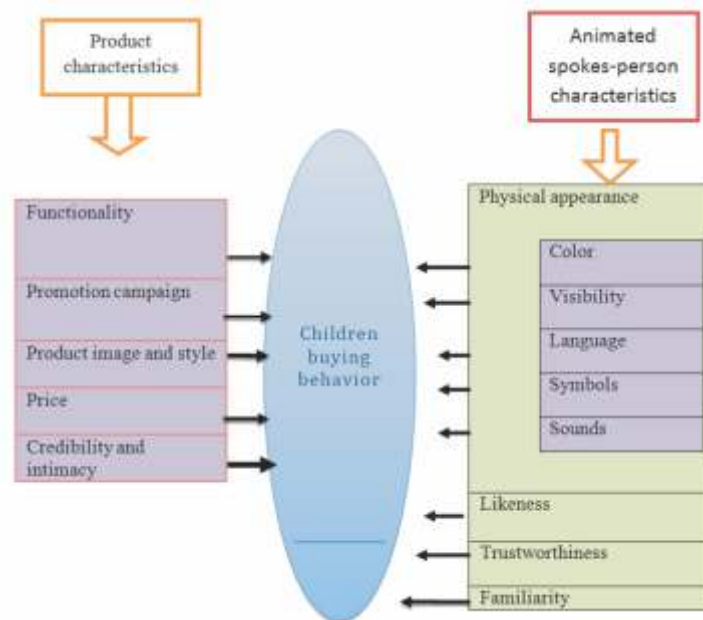 Product
characteristics
Animated
spokes-person
characteristics
Functionality
Promotion campaign
Product image and style
Price
Credibility and
intimacy
Children
buying
behavior
Physical appearance
Color
Visibility
Language
Symbols
Sounds
Likeness
Trustworthiness
Familiarity